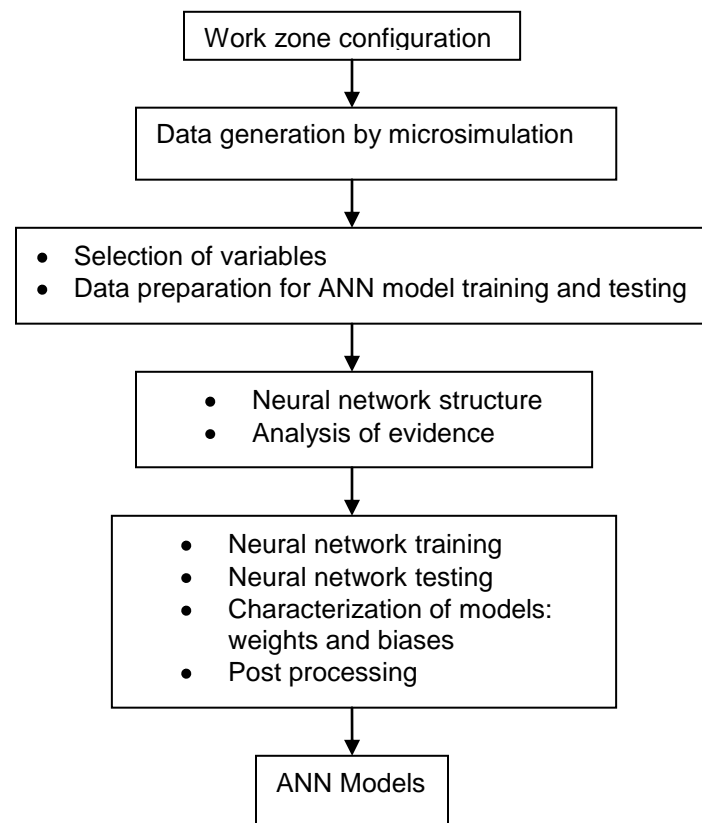 Work zone configuration
Data generation by microsimulation
• Selection of variables
• Data preparation for ANN model training and testing
• Neural network structure
• Analysis of evidence
• Neural network training
• Neural network testing
• Characterization of models:
weights and biases
• Post processing
ANN Models